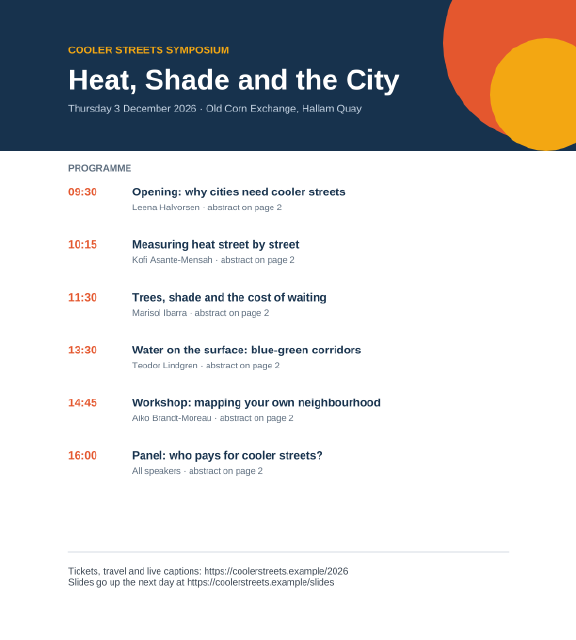 COOLER STREETS SYMPOSIUM
Heat, Shade and the City
Thursday 3 December 2026 · Old Corn Exchange, Hallam Quay
PROGRAMME
09:30 Opening: why cities need cooler streets
Leena Halvorsen · abstract on page 2
10:15 Measuring heat street by street
Kofi Asante-Mensah · abstract on page 2
11:30 Trees, shade and the cost of waiting
Marisol Ibarra · abstract on page 2
13:30 Water on the surface: blue-green corridors
Teodor Lindgren · abstract on page 2
14:45 Workshop: mapping your own neighbourhood
Aiko Brandt-Moreau · abstract on page 2
16:00 Panel: who pays for cooler streets?
All speakers · abstract on page 2
Tickets, travel and live captions: https://coolerstreets.example/2026
Slides go up the next day at https://coolerstreets.example/slides